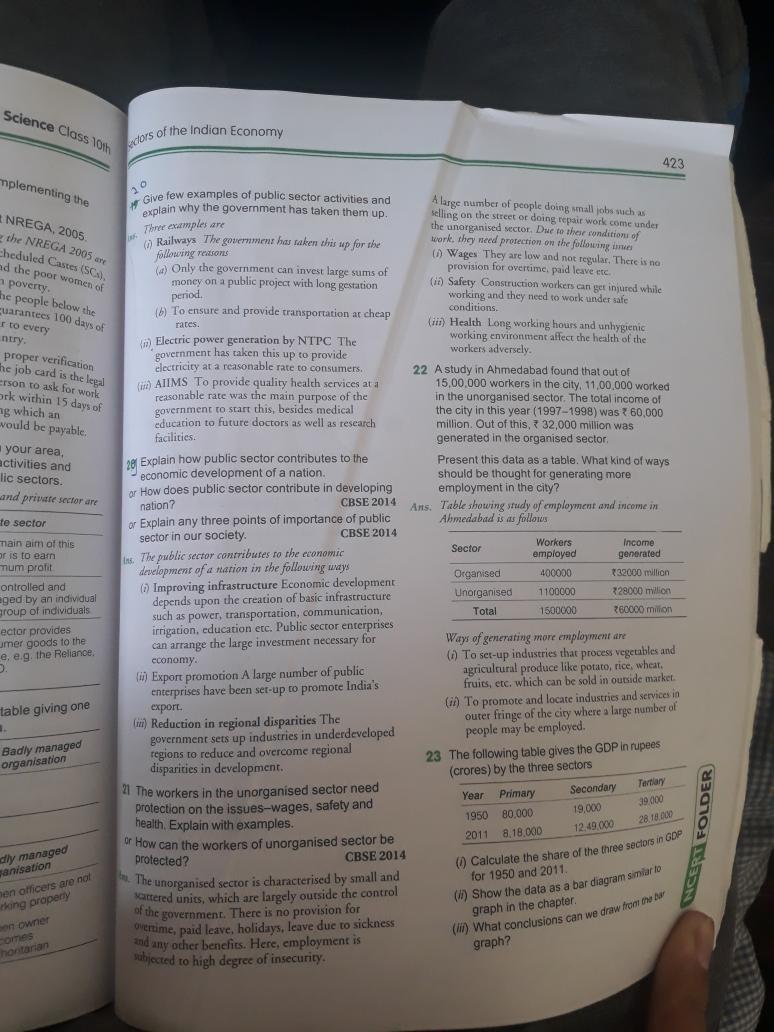 Science Class 10th
mplementing the
NREGA, 2005.
the NREGA 2005 are
cheduled Castes (SCs),
nd the poor women of
poverty.
he people below the
guarantees 100 days of
r to every
ntry.
proper verification
he job card is the legal
erson to ask for work
ork within 15 days of
ng which an
would be payable.
your area,
activities and
lic sectors.
and private sector are
te sector
main aim of this
or is to earn
mum profit.
ontrolled and
aged by an individual
group of individuals.
ector provides
umer goods to the
e, e.g. the Reliance,
table giving one
Badly managed
organisation
dly managed
ganisation
en officers are not
rking properly
en owner
comes
horitarian
ectors of the Indian Economy
423
20
Give few examples of public sector activities and
explain why the government has taken them up.
Three examples are
(i) Railways The government has taken this up for the
following reasons
(a) Only the government can invest large sums of
money on a public project with long gestation
period.
(b) To ensure and provide transportation at cheap
rates.
(ii) Electric power generation by NTPC The
government has taken this up to provide
electricity at a reasonable rate to consumers.
(iii) AIIMS To provide quality health services at a
reasonable rate was the main purpose of the
government to start this, besides medical
education to future doctors as well as research
facilities.
Explain how public sector contributes to the
economic development of a nation.
or How does public sector contribute in developing
nation? CBSE 2014
or Explain any three points of importance of public
sector in our society. CBSE 2014
Ans. The public sector contributes to the economic
development of a nation in the following ways
(i) Improving infrastructure Economic development
depends upon the creation of basic infrastructure
such as power, transportation, communication,
irrigation, education etc. Public sector enterprises
can arrange the large investment necessary for
economy.
(ii) Export promotion A large number of public
enterprises have been set-up to promote India's
export.
(iii) Reduction in regional disparities The
government sets up industries in underdeveloped
regions to reduce and overcome regional
disparities in development.
21 The workers in the unorganised sector need
protection on the issues–wages, safety and
health. Explain with examples.
or How can the workers of unorganised sector be
protected? CBSE 2014
Ans. The unorganised sector is characterised by small and
scattered units, which are largely outside the control
of the government. There is no provision for
overtime, paid leave, holidays, leave due to sickness
and any other benefits. Here, employment is
subjected to high degree of insecurity.
A large number of people doing small jobs such as
selling on the street or doing repair work come under
the unorganised sector. Due to these conditions of
work, they need protection on the following issues
(i) Wages They are low and not regular. There is no
provision for overtime, paid leave etc.
(ii) Safety Construction workers can get injured while
working and they need to work under safe
conditions.
(iii) Health Long working hours and unhygienic
working environment affect the health of the
workers adversely.
22 A study in Ahmedabad found that out of
15,00,000 workers in the city, 11,00,000 worked
in the unorganised sector. The total income of
the city in this year (1997–1998) was ₹ 60,000
million. Out of this, ₹ 32,000 million was
generated in the organised sector.
Present this data as a table. What kind of ways
should be thought for generating more
employment in the city?
Ans. Table showing study of employment and income in
Ahmedabad is as follows
Sector Workers employed Income generated
Organised 400000 ₹32000 million
Unorganised 1100000 ₹28000 million
Total 1500000 ₹60000 million
Ways of generating more employment are
(i) To set-up industries that process vegetables and
agricultural produce like potato, rice, wheat,
fruits, etc. which can be sold in outside market.
(ii) To promote and locate industries and services in
outer fringe of the city where a large number of
people may be employed.
23 The following table gives the GDP in rupees
(crores) by the three sectors
Year Primary Secondary Tertiary
1950 80,000 19,000 39,000
2011 8,18,000 12,49,000 28,18,000
(i) Calculate the share of the three sectors in GDP
for 1950 and 2011.
(ii) Show the data as a bar diagram similar to
graph in the chapter.
(iii) What conclusions can we draw from the bar
graph?
NCERT FOLDER